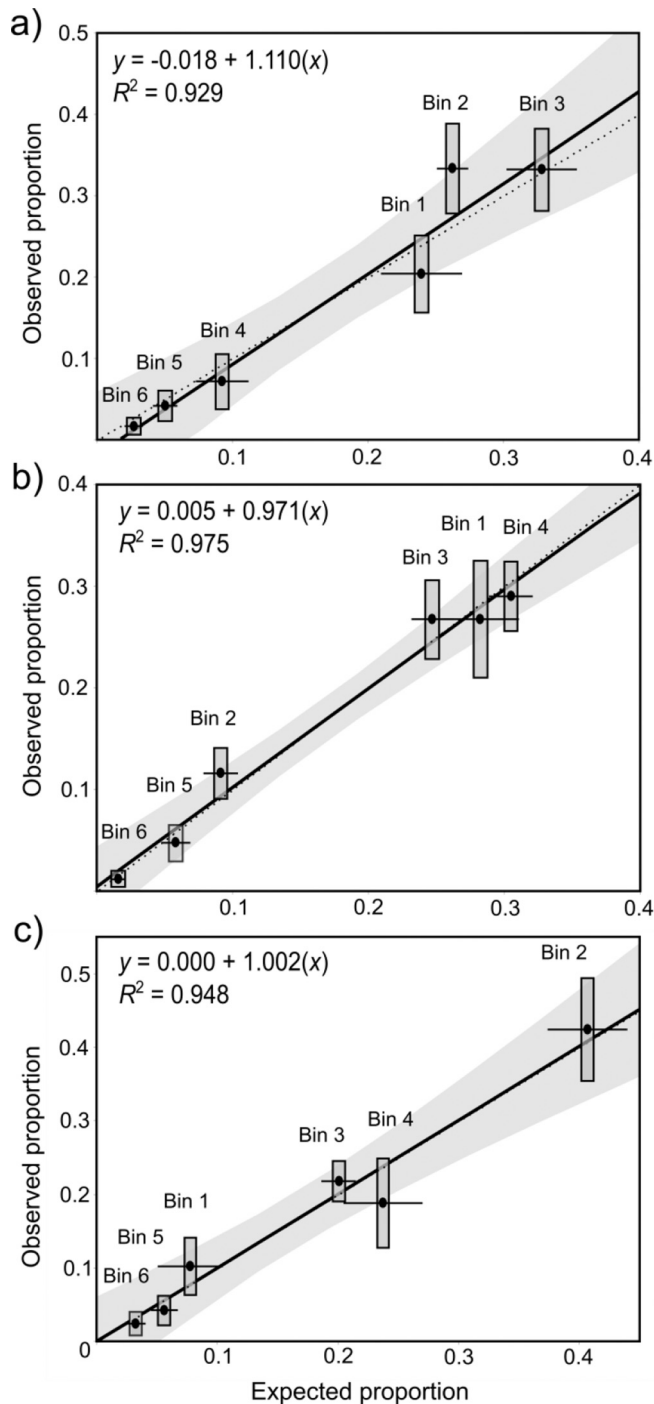 a)
y = -0.018 + 1.110(x)
R² = 0.929
Bin 2
Bin 3
Bin 1
Bin 4
Bin 5
Bin 6
Observed proportion
0.5
0.4
0.3
0.2
0.1
0.1 0.2 0.3 0.4
b)
y = 0.005 + 0.971(x)
R² = 0.975
Bin 1
Bin 4
Bin 3
Bin 2
Bin 5
Bin 6
Observed proportion
0.4
0.3
0.2
0.1
0.1 0.2 0.3 0.4
c)
y = 0.000 + 1.002(x)
R² = 0.948
Bin 2
Bin 4
Bin 3
Bin 1
Bin 5
Bin 6
Observed proportion
0.5
0.4
0.3
0.2
0.1
0
0.1 0.2 0.3 0.4
Expected proportion